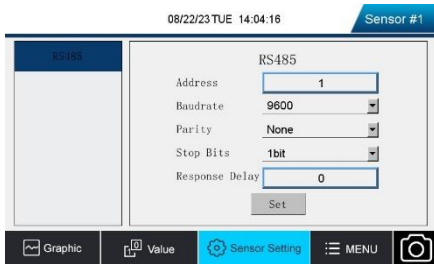 08/22/23 TUE 14:04:16
Sensor #1
RS485
RS485
Address 1
Baudrate 9600
Parity None
Stop Bits 1bit
Response Delay 0
Set
Graphic
0 Value
Sensor Setting
MENU